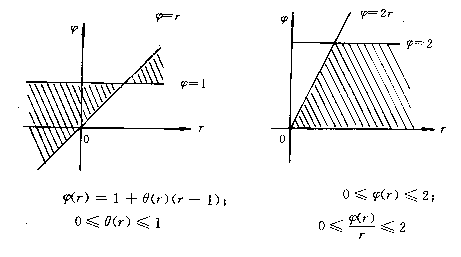 φ=r
φ
φ=1
0
r
φ(r) = 1 + θ(r)(r − 1);
0 ≤ θ(r) ≤ 1
φ
φ=2r
φ=2
0
r
0 ≤ φ(r) ≤ 2;
0 ≤ φ(r)/r ≤ 2